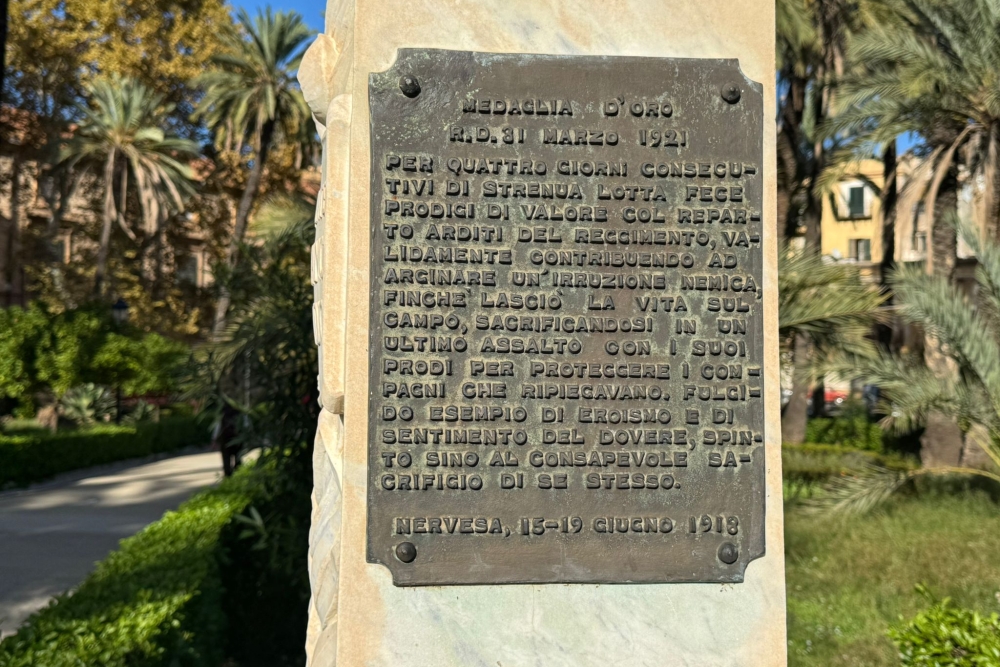 MEDAGLIA D'ORO
R.D. 31 MARZO 1921
PER QUATTRO GIORNI CONSECU-
TIVI DI STRENUA LOTTA FECE
PRODIGI DI VALORE COL REPAR-
TO ARDITI DEL REGGIMENTO, VA-
LIDAMENTE CONTRIBUENDO AD
ARGINARE UN'IRRUZIONE NEMICA,
FINCHE' LASCIO' LA VITA SUL
CAMPO, SACRIFICANDOSI IN UN
ULTIMO ASSALTO CON I SUOI
PRODI PER PROTEGGERE I COM-
PAGNI CHE RIPIEGAVANO. FULGI-
DO ESEMPIO DI EROISMO E DI
SENTIMENTO DEL DOVERE, SPIN-
TO SINO AL CONSAPEVOLE SA-
CRIFICIO DI SE STESSO.
NERVESA, 15-19 GIUGNO 1918